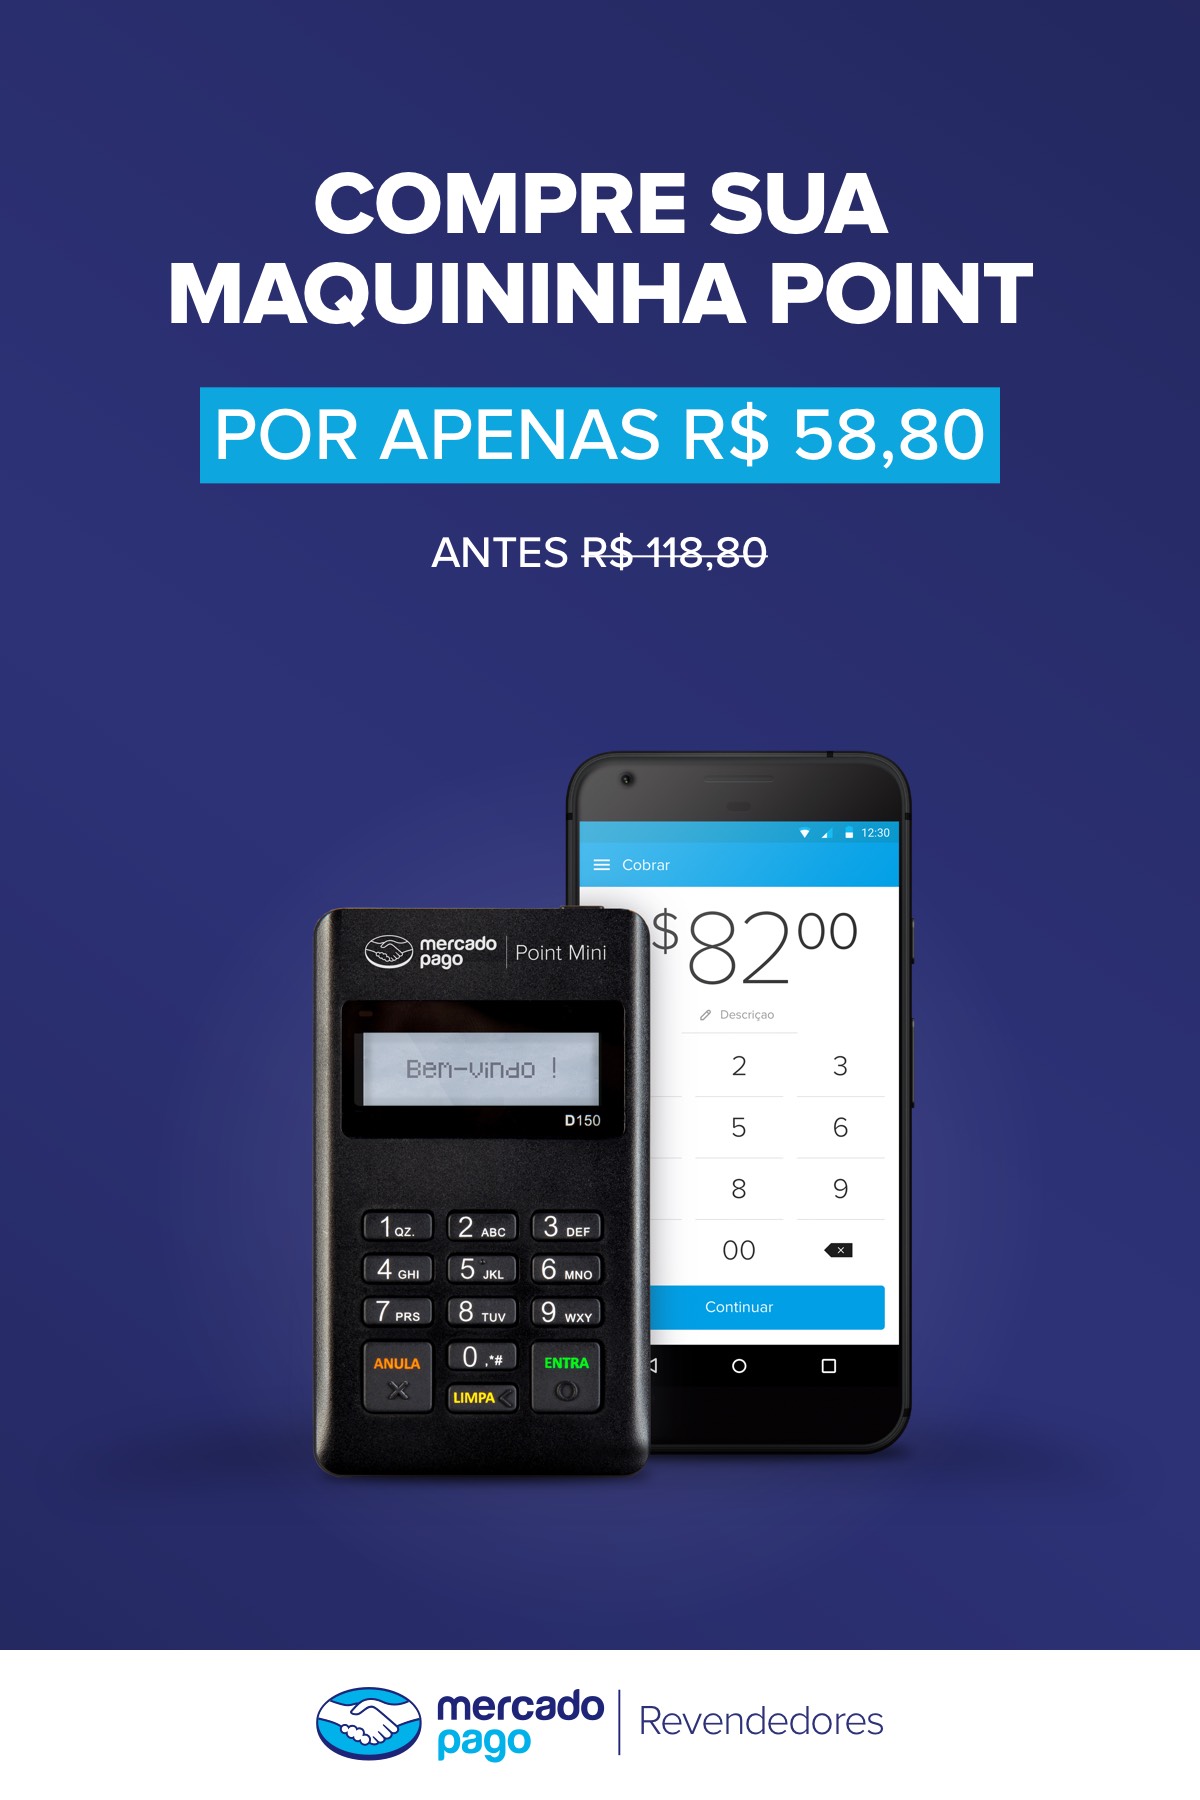 COMPRE SUA
MAQUININHA POINT
POR APENAS R$ 58,80
ANTES R$ 118,80
12:30
Cobrar
$ 82 00
Descriçao
2 3
5 6
8 9
00
Continuar
mercado
pago
Point Mini
Bem-vindo !
D150
1 QZ. 2 ABC 3 DEF
4 GHI 5 JKL 6 MNO
7 PRS 8 TUV 9 WXY
ANULA 0 ,*# ENTRA
LIMPA
mercado
pago
Revendedores